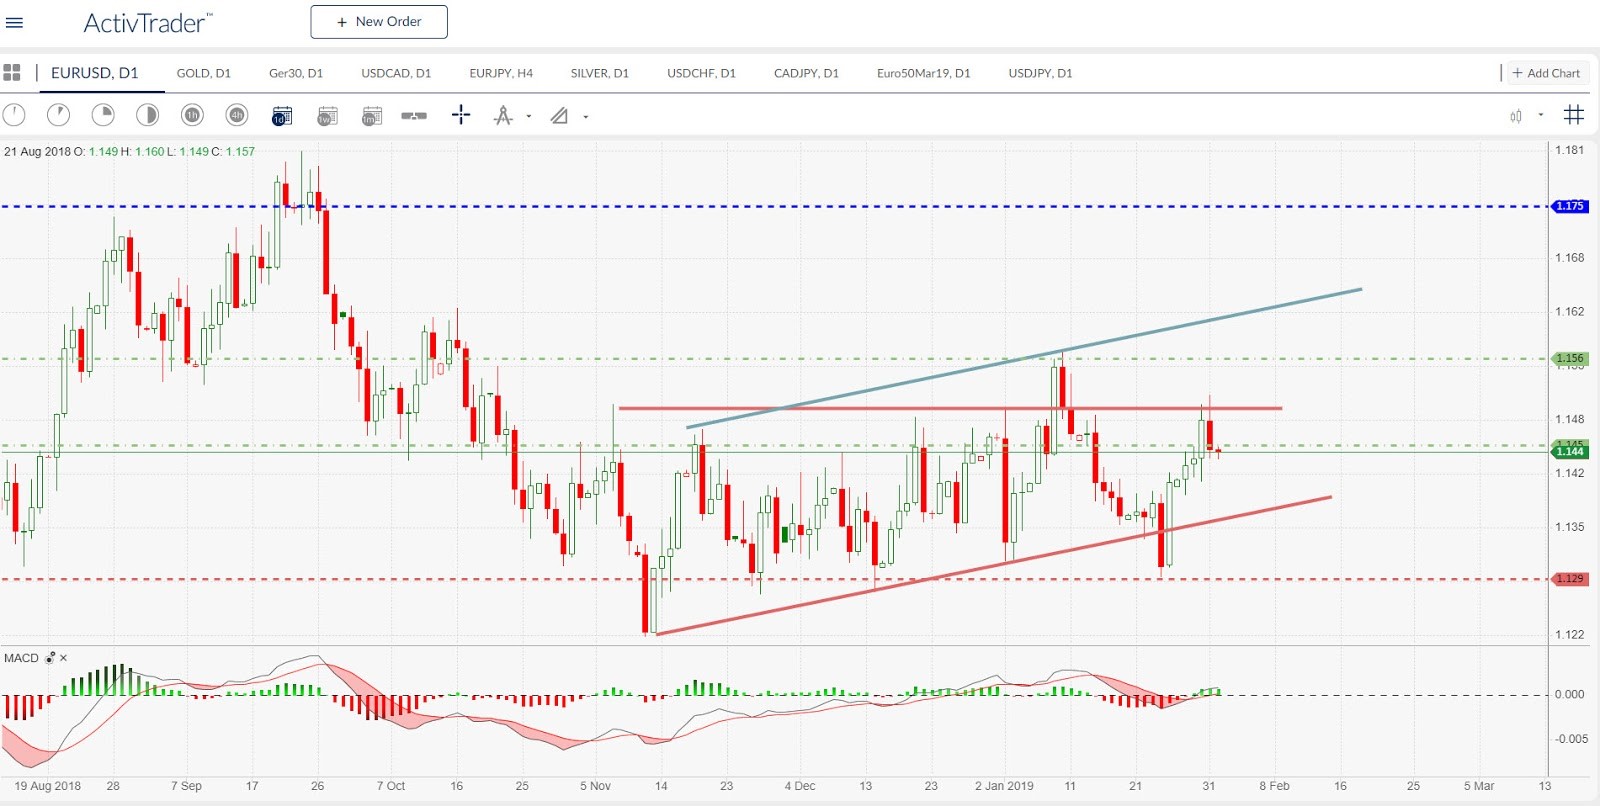 ActivTrader™
+ New Order
EURUSD, D1 GOLD, D1 Ger30, D1 USDCAD, D1 EURJPY, H4 SILVER, D1 USDCHF, D1 CADJPY, D1 Euro50Mar19, D1 USDJPY, D1 + Add Chart
1h 4h 1d 1w 1m
21 Aug 2018 O: 1.149 H: 1.160 L: 1.149 C: 1.157
1.181
1.175
1.168
1.162
1.156
1.155
1.148
1.145
1.144
1.142
1.135
1.129
1.122
MACD
0.000
-0.005
19 Aug 2018 28 7 Sep 17 26 7 Oct 16 25 5 Nov 14 23 4 Dec 13 23 2 Jan 2019 11 21 31 8 Feb 16 25 5 Mar 13